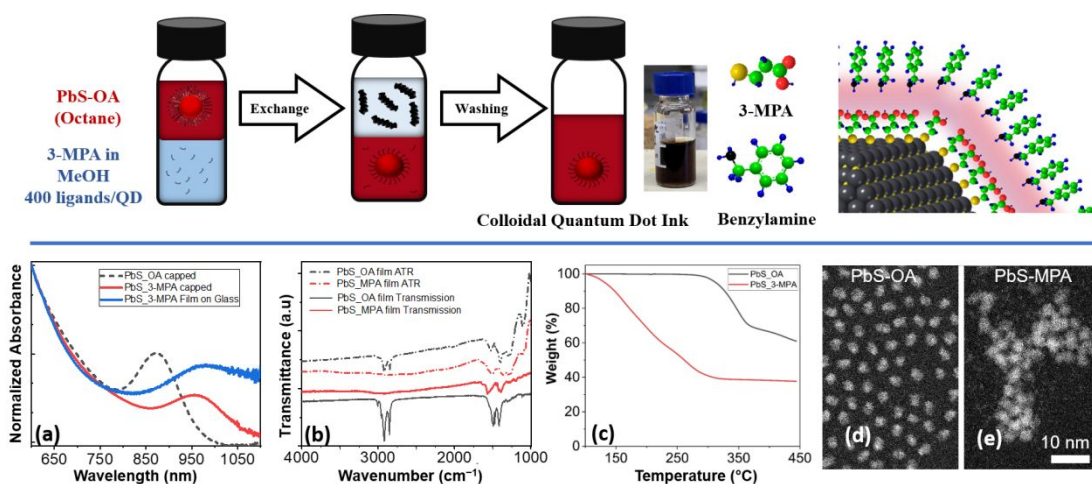 PbS-OA
(Octane)
3-MPA in
MeOH
400 ligands/QD
Exchange
Washing
Colloidal Quantum Dot Ink
3-MPA
Benzylamine
Normalized Absorbance
PbS_OA capped
PbS_3-MPA capped
PbS_3-MPA Film on Glass
(a)
650
750
850
950
1050
Wavelength (nm)
Transmittance (a.u)
PbS_OA film ATR
PbS_MPA film ATR
PbS_OA film Transmission
PbS_MPA film Transmission
(b)
4000
3000
2000
1000
Wavenumber (cm⁻¹)
Weight (%)
100
80
60
40
20
0
PbS_OA
PbS_3-MPA
(c)
150
250
350
450
Temperature (°C)
PbS-OA
(d)
PbS-MPA
(e)
10 nm